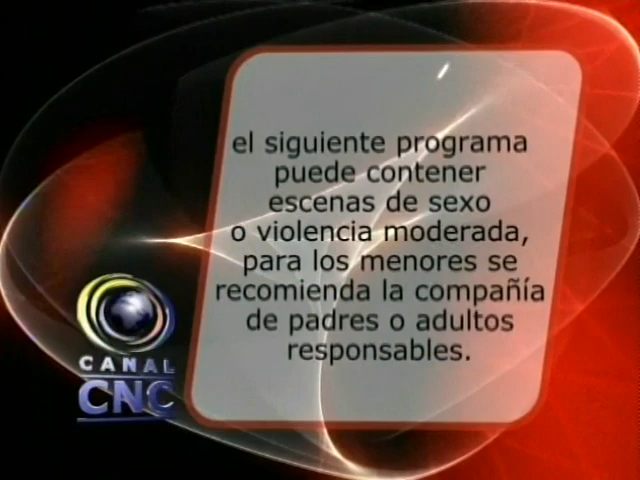 el siguiente programa
puede contener
escenas de sexo
o violencia moderada,
para los menores se
recomienda la compañía
de padres o adultos
responsables.
CANAL
CNC